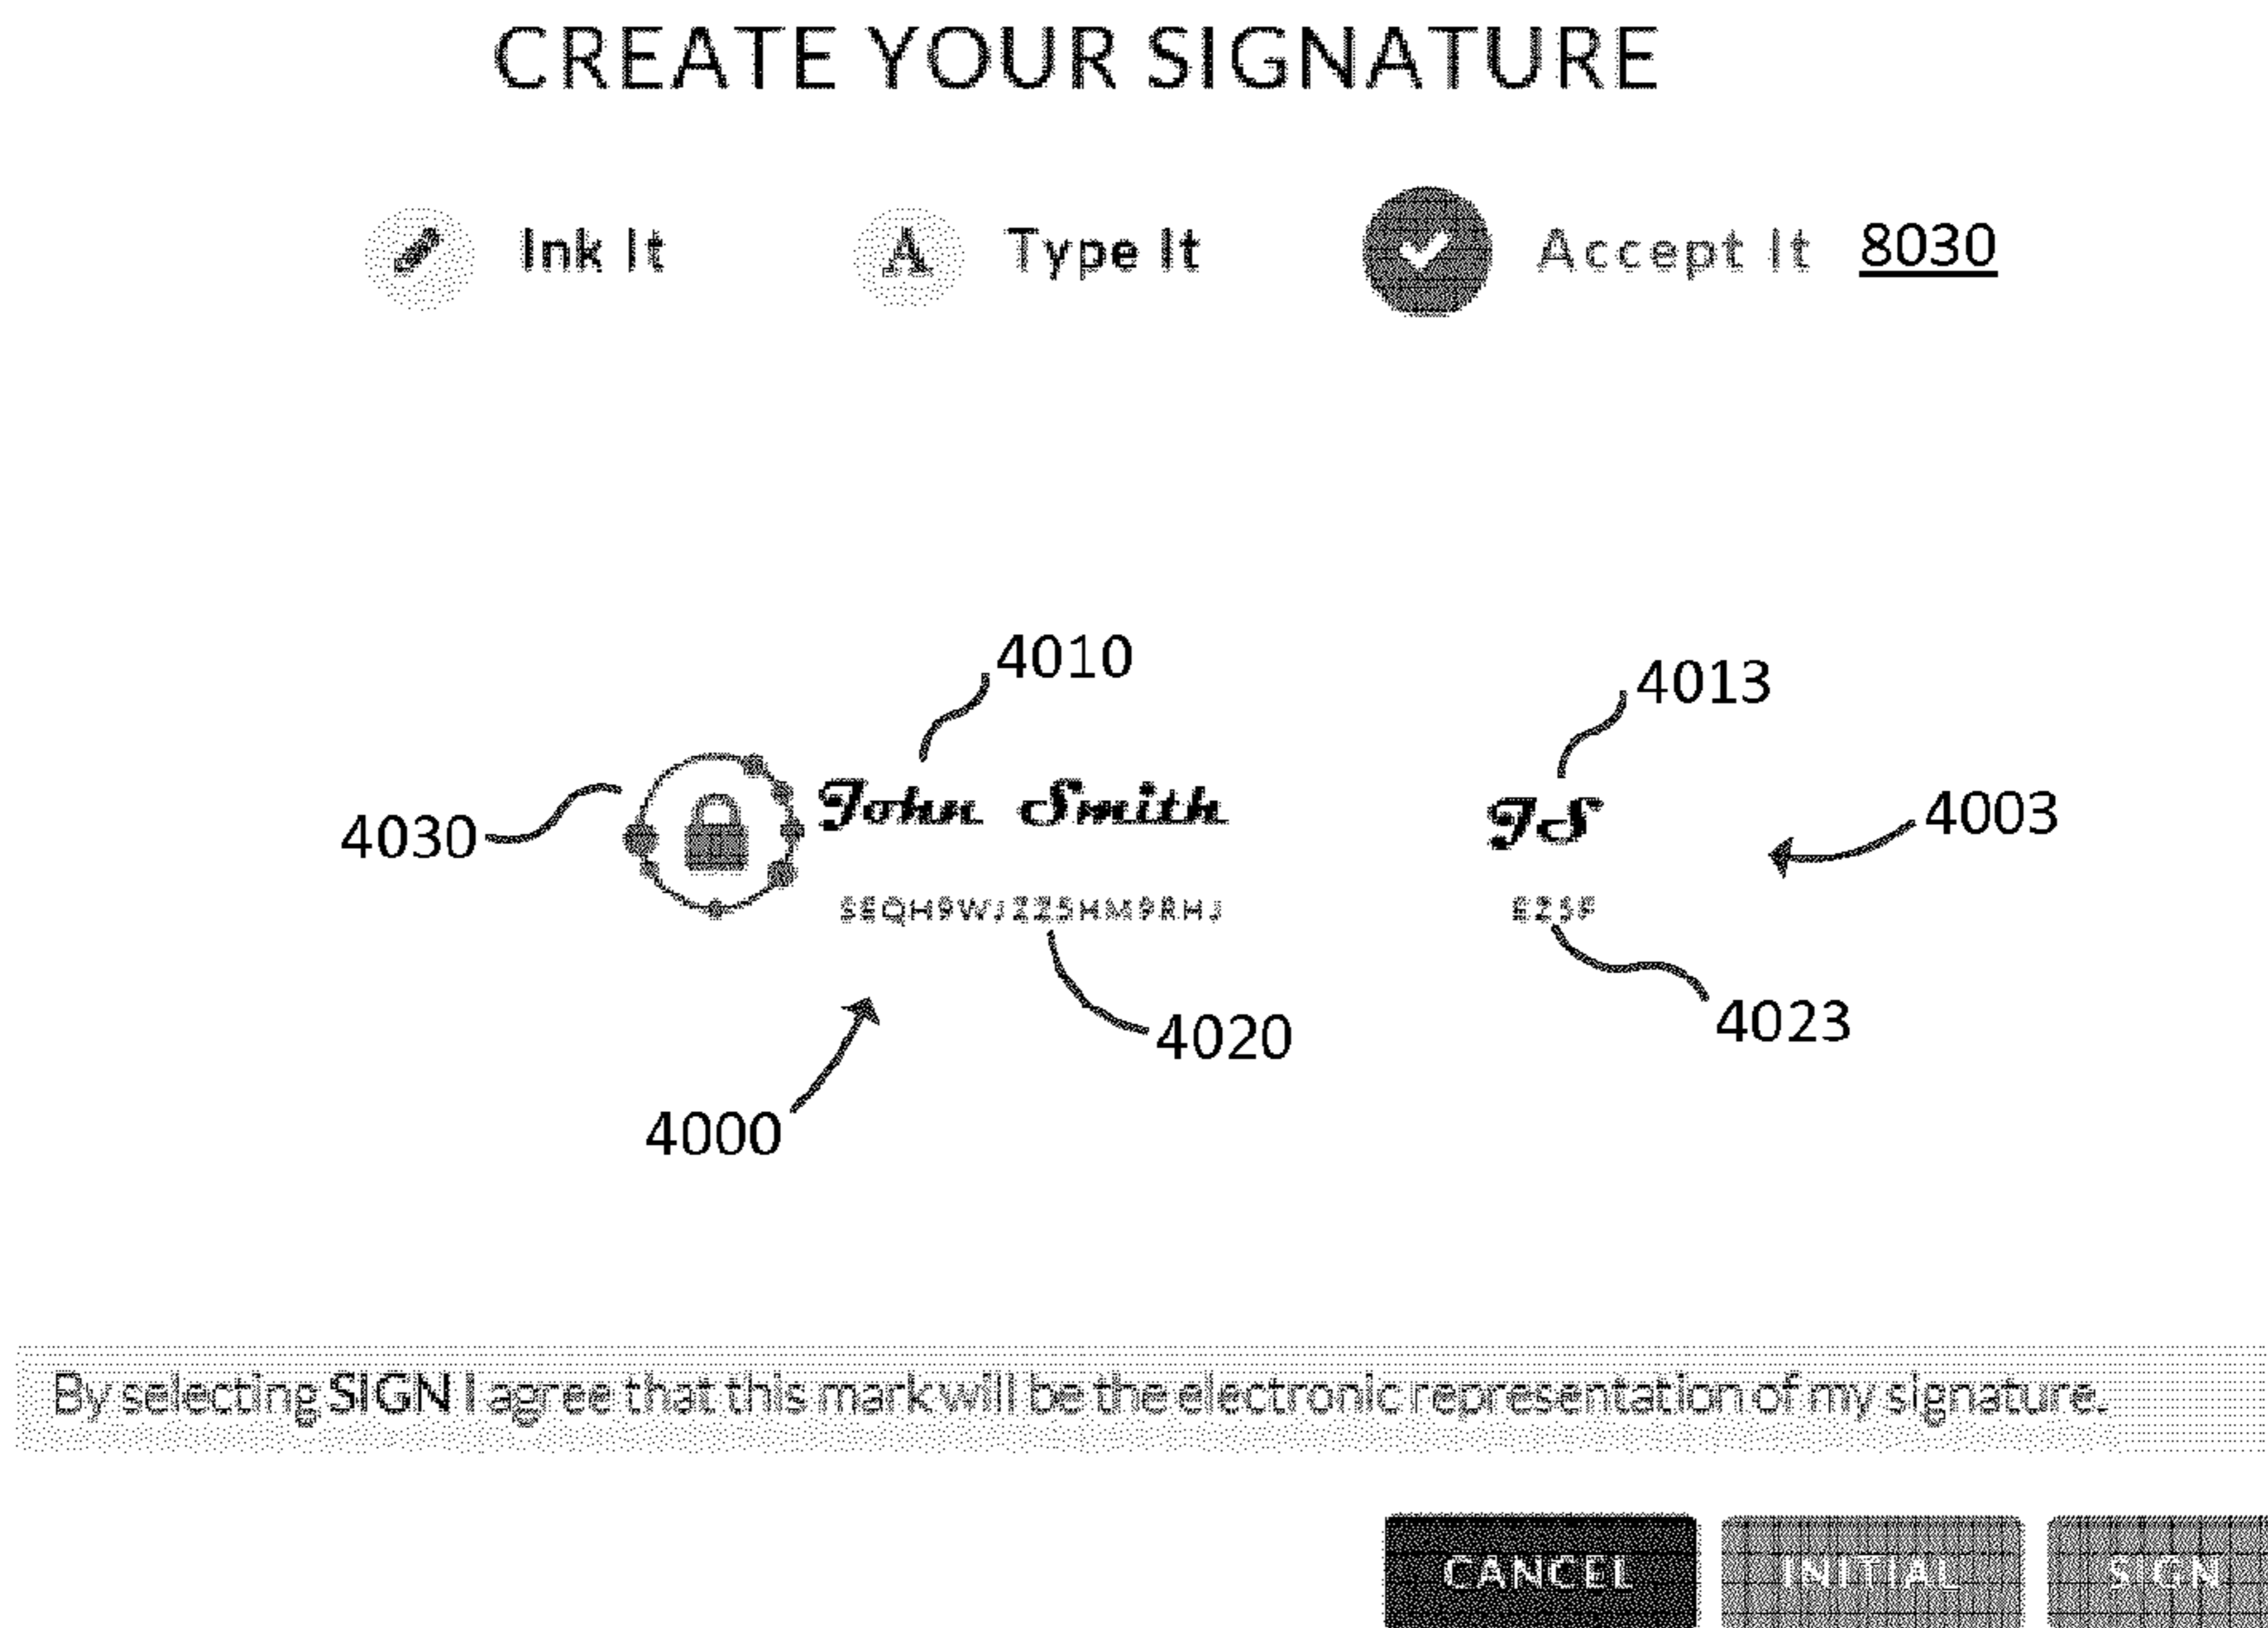 CREATE YOUR SIGNATURE
Ink It A Type It Accept It 8030
4010
4013
John Smith
JS
4003
4030
4020
4023
4000
By selecting SIGN I agree that this mark will be the electronic representation of my signature.
CANCEL INITIAL SIGN